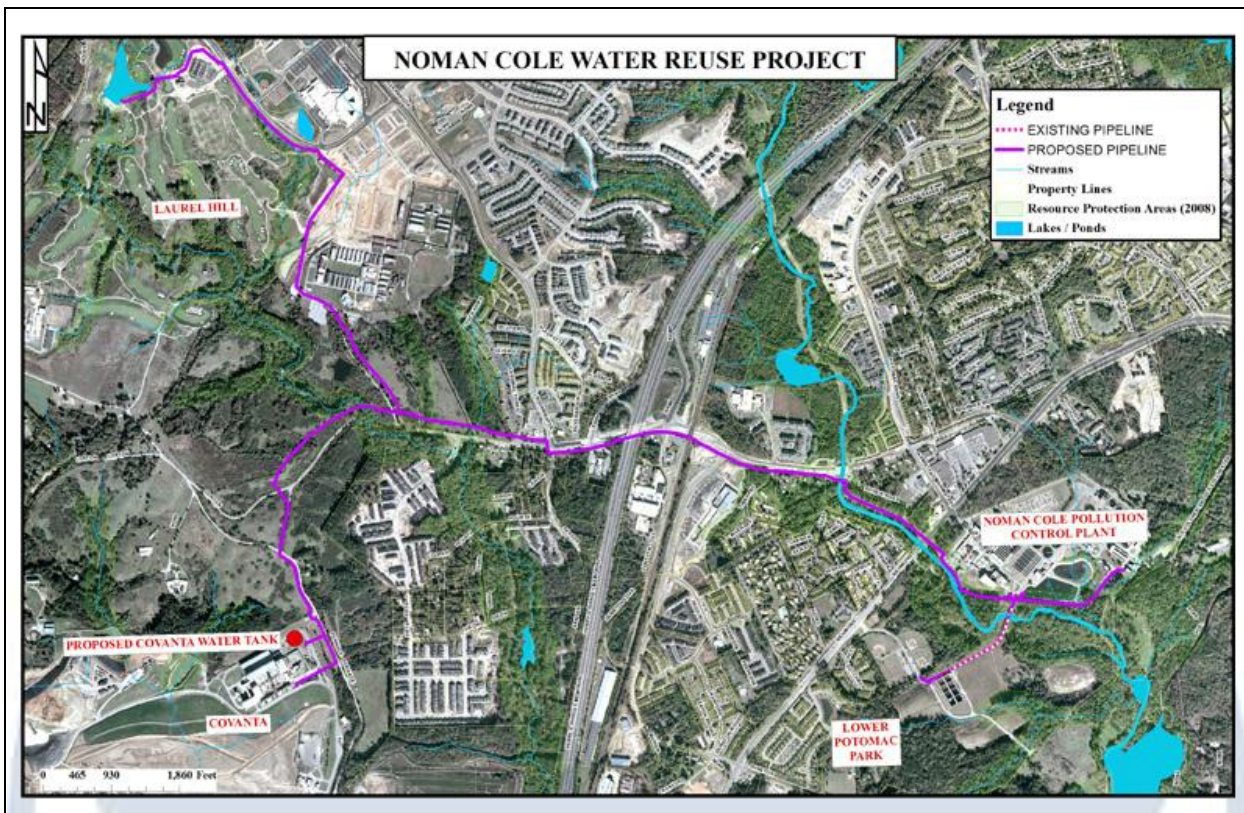 NOMAN COLE WATER REUSE PROJECT
N
Legend
EXISTING PIPELINE
PROPOSED PIPELINE
Streams
Property Lines
Resource Protection Areas (2008)
Lakes / Ponds
LAUREL HILL
NOMAN COLE POLLUTION
CONTROL PLANT
PROPOSED COVANTA WATER TANK
COVANTA
LOWER
POTOMAC
PARK
0 465 930 1,860 Feet